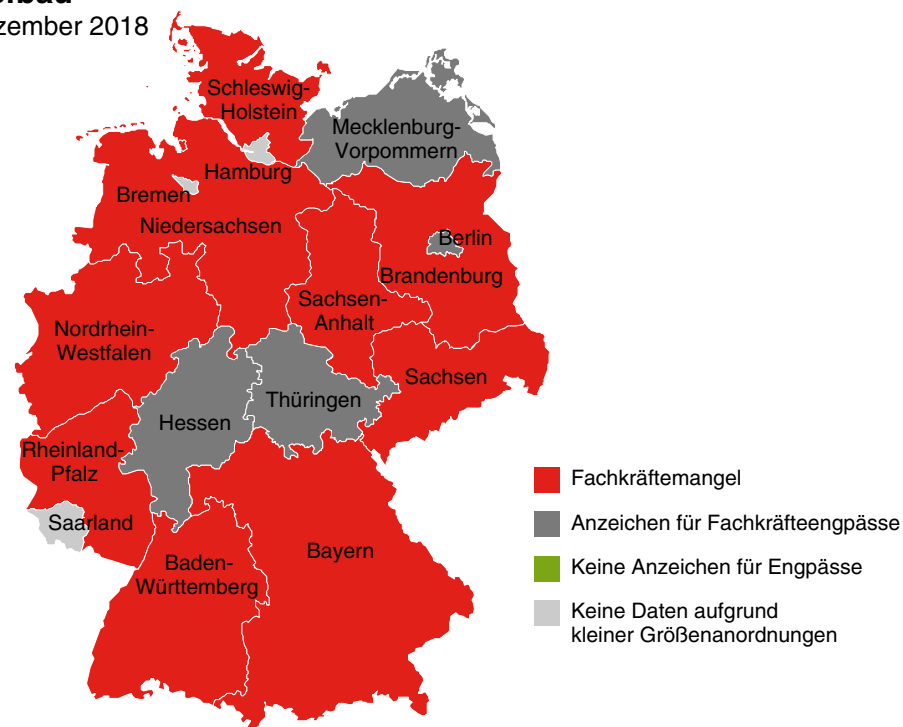 zember 2018
Schleswig-
Holstein
Mecklenburg-
Vorpommern
Hamburg
Bremen
Niedersachsen
Berlin
Brandenburg
Sachsen-
Anhalt
Nordrhein-
Westfalen
Sachsen
Thüringen
Hessen
Rheinland-
Pfalz
Saarland
Baden-
Württemberg
Bayern
Fachkräftemangel
Anzeichen für Fachkräfteengpässe
Keine Anzeichen für Engpässe
Keine Daten aufgrund
kleiner Größenanordnungen